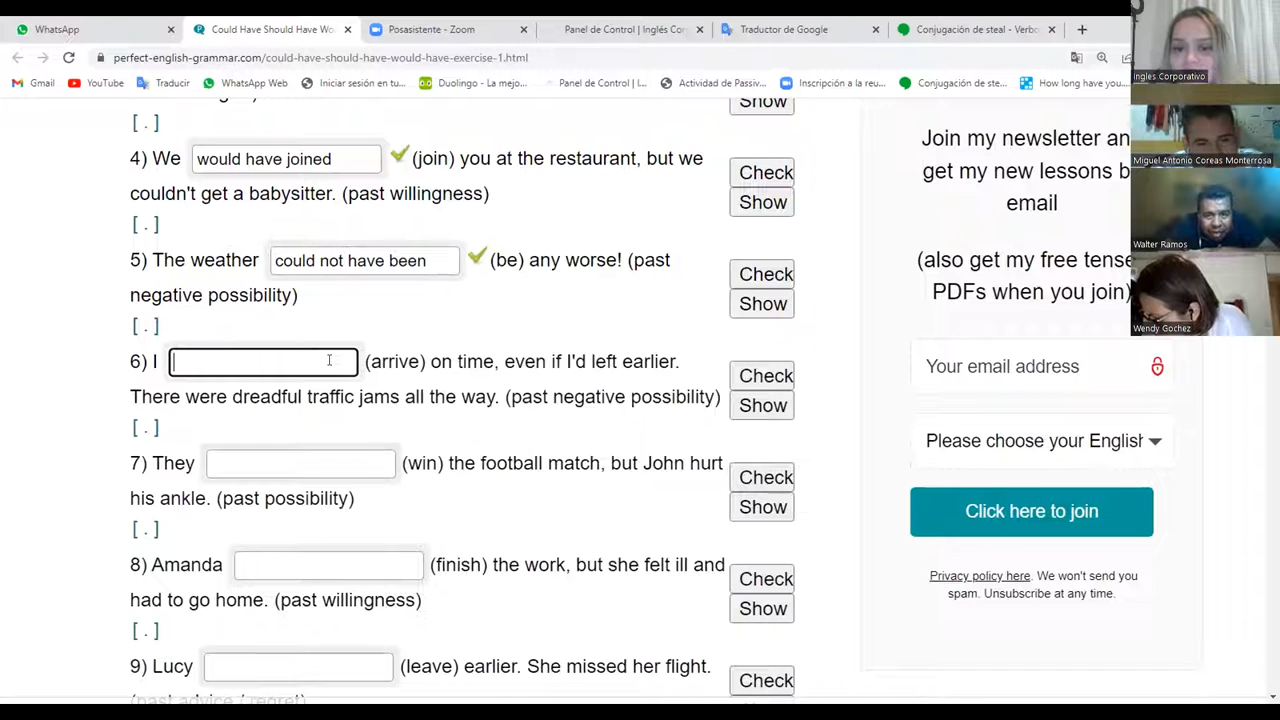 WhatsApp
Could Have Should Have Wo
Posasistente - Zoom
Panel de Control | Inglés Cor
Traductor de Google
Conjugación de steal - Verbo
perfect-english-grammar.com/could-have-should-have-would-have-exercise-1.html
Gmail
YouTube
Traducir
WhatsApp Web
Iniciar sesión en tu...
Duolingo - La mejo...
Panel de Control | I...
Actividad de Passiv...
Inscripción a la reu...
Conjugación de ste...
How long have you
ingles Corporativo
Show
[ . ]
4) We would have joined (join) you at the restaurant, but we
couldn't get a babysitter. (past willingness)
Check
Show
[ . ]
5) The weather could not have been (be) any worse! (past
negative possibility)
Check
Show
[ . ]
6) I (arrive) on time, even if I'd left earlier.
There were dreadful traffic jams all the way. (past negative possibility)
Check
Show
[ . ]
7) They (win) the football match, but John hurt
his ankle. (past possibility)
Check
Show
[ . ]
8) Amanda (finish) the work, but she felt ill and
had to go home. (past willingness)
Check
Show
[ . ]
9) Lucy (leave) earlier. She missed her flight.
(past advice / regret)
Check
Join my newsletter an
get my new lessons b
email
(also get my free tense
PDFs when you join)
Your email address
Please choose your English
Click here to join
Privacy policy here. We won't send you
spam. Unsubscribe at any time.
Miguel Antonio Coreas Monterrosa
Walter Ramos
Wendy Gochez